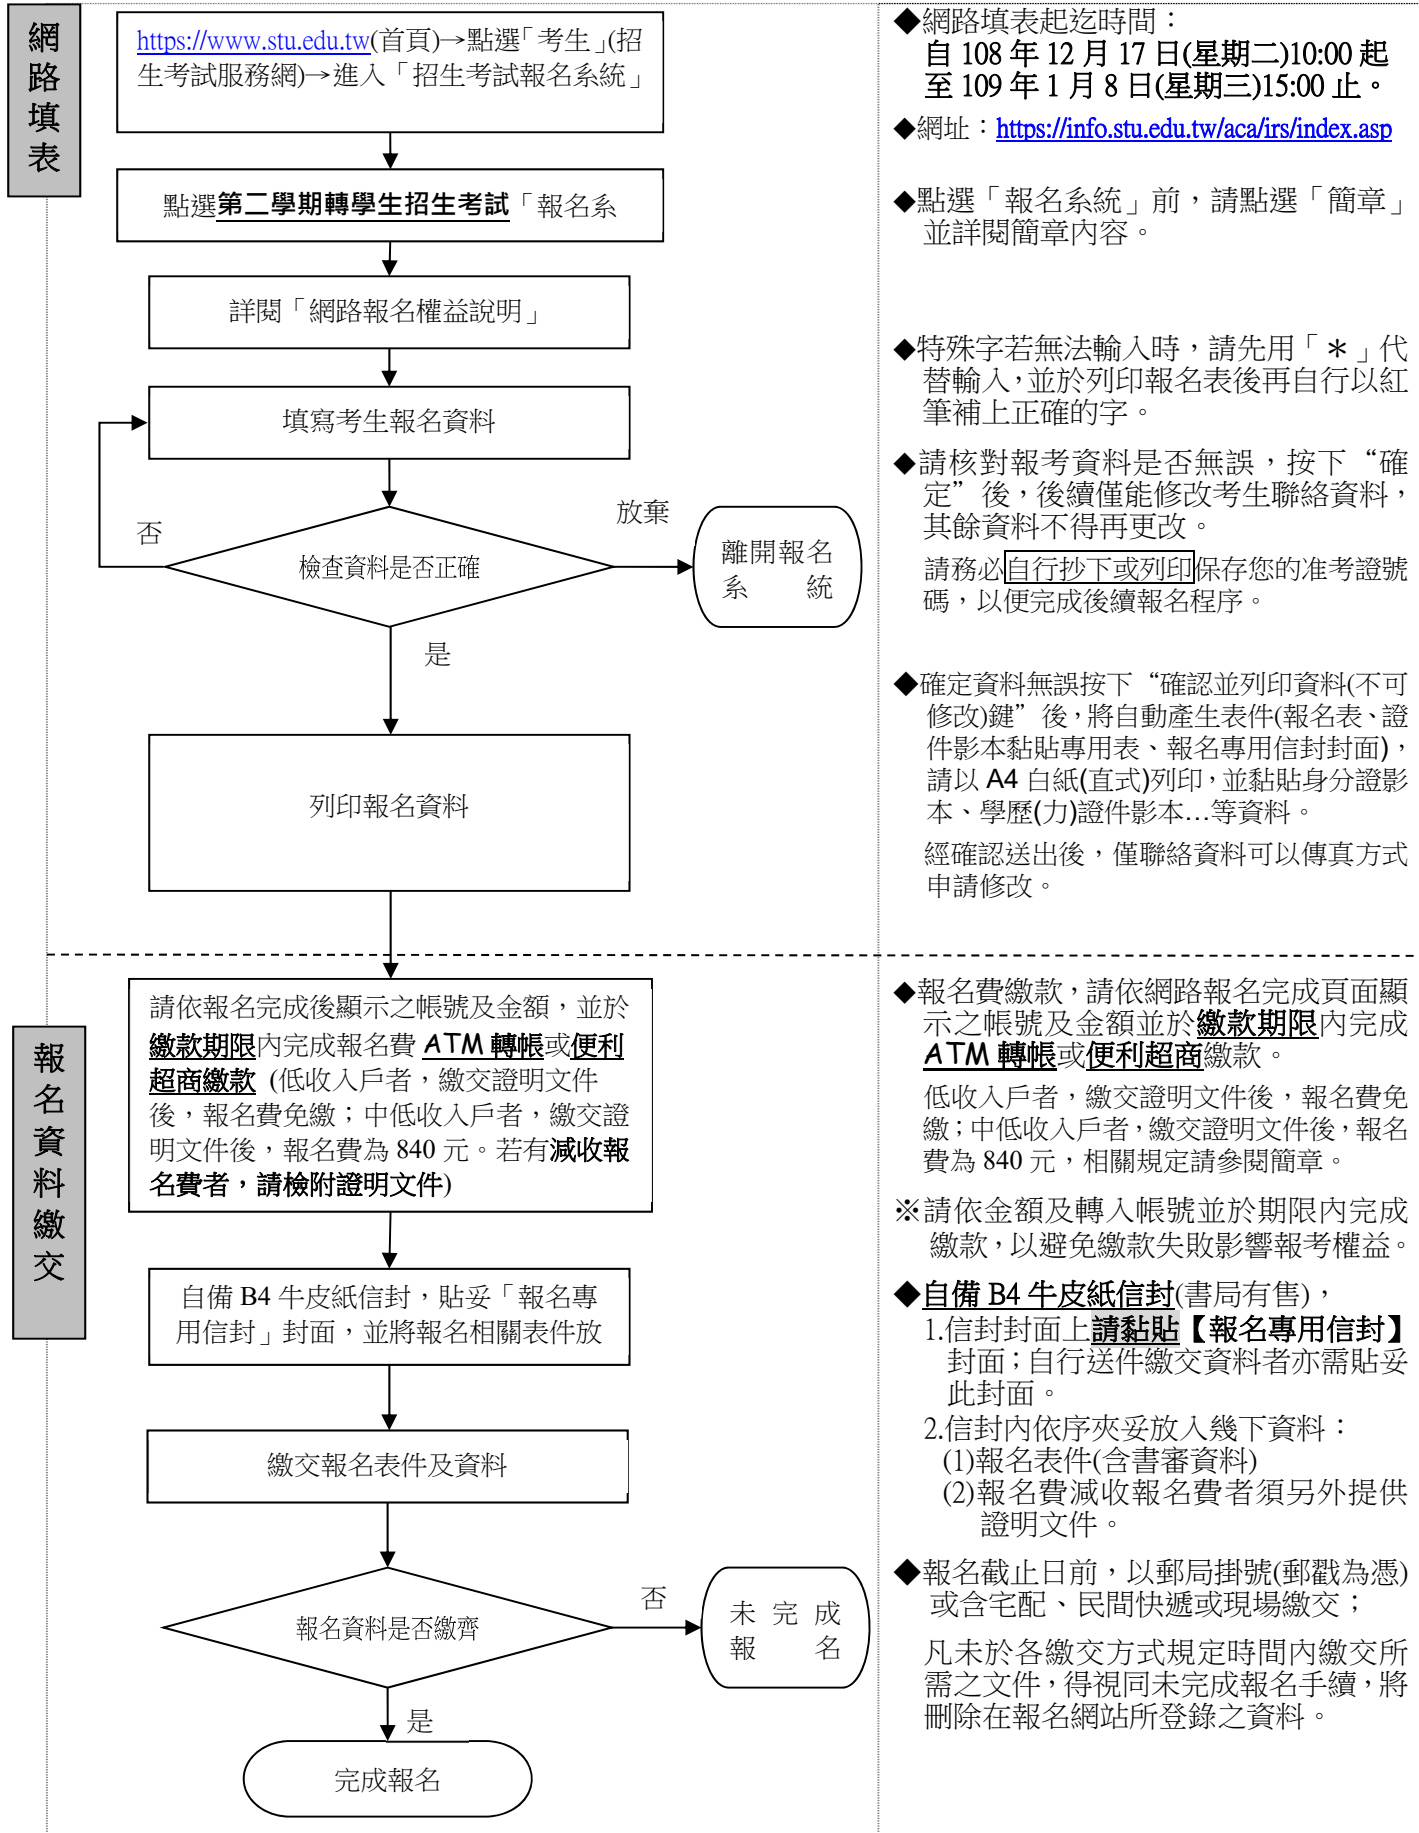 網路填表
https://www.stu.edu.tw(首頁)→點選「考生」(招
生考試服務網)→進入「招生考試報名系統」
點選第二學期轉學生招生考試「報名系
詳閱「網路報名權益說明」
填寫考生報名資料
否
檢查資料是否正確
放棄
離開報名
系統
是
列印報名資料
◆網路填表起迄時間：
自 108 年 12 月 17 日(星期二)10:00 起
至 109 年 1 月 8 日(星期三)15:00 止。
◆網址：https://info.stu.edu.tw/aca/irs/index.asp
◆點選「報名系統」前，請點選「簡章」
並詳閱簡章內容。
◆特殊字若無法輸入時，請先用「＊」代
替輸入，並於列印報名表後再自行以紅
筆補上正確的字。
◆請核對報考資料是否無誤，按下“確
定”後，後續僅能修改考生聯絡資料，
其餘資料不得再更改。
請務必自行抄下或列印保存您的准考證號
碼，以便完成後續報名程序。
◆確定資料無誤按下“確認並列印資料(不可
修改)鍵”後，將自動產生表件(報名表、證
件影本黏貼專用表、報名專用信封封面)，
請以 A4 白紙(直式)列印，並黏貼身分證影
本、學歷(力)證件影本…等資料。
經確認送出後，僅聯絡資料可以傳真方式
申請修改。
報名資料繳交
請依報名完成後顯示之帳號及金額，並於
繳款期限內完成報名費 ATM 轉帳或便利
超商繳款 (低收入戶者，繳交證明文件
後，報名費免繳；中低收入戶者，繳交證
明文件後，報名費為 840 元。若有減收報
名費者，請檢附證明文件)
自備 B4 牛皮紙信封，貼妥「報名專
用信封」封面，並將報名相關表件放
繳交報名表件及資料
報名資料是否繳齊
否
未完成
報名
是
完成報名
◆報名費繳款，請依網路報名完成頁面顯
示之帳號及金額並於繳款期限內完成
ATM 轉帳或便利超商繳款。
低收入戶者，繳交證明文件後，報名費免
繳；中低收入戶者，繳交證明文件後，報名
費為 840 元，相關規定請參閱簡章。
※請依金額及轉入帳號並於期限內完成
繳款，以避免繳款失敗影響報考權益。
◆自備 B4 牛皮紙信封(書局有售)，
1.信封封面上請黏貼【報名專用信封】
封面；自行送件繳交資料者亦需貼妥
此封面。
2.信封內依序夾妥放入幾下資料：
(1)報名表件(含書審資料)
(2)報名費減收報名費者須另外提供
證明文件。
◆報名截止日前，以郵局掛號(郵戳為憑)
或含宅配、民間快遞或現場繳交；
凡未於各繳交方式規定時間內繳交所
需之文件，得視同未完成報名手續，將
刪除在報名網站所登錄之資料。